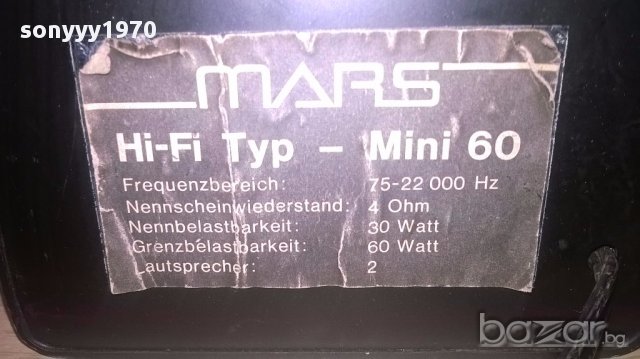 sonyyy1970
MARS
Hi-Fi Typ - Mini 60
Frequenzbereich: 75-22 000 Hz
Nennscheinwiederstand: 4 Ohm
Nennbelastbarkeit: 30 Watt
Grenzbelastbarkeit: 60 Watt
Lautsprecher: 2
bazar.bg